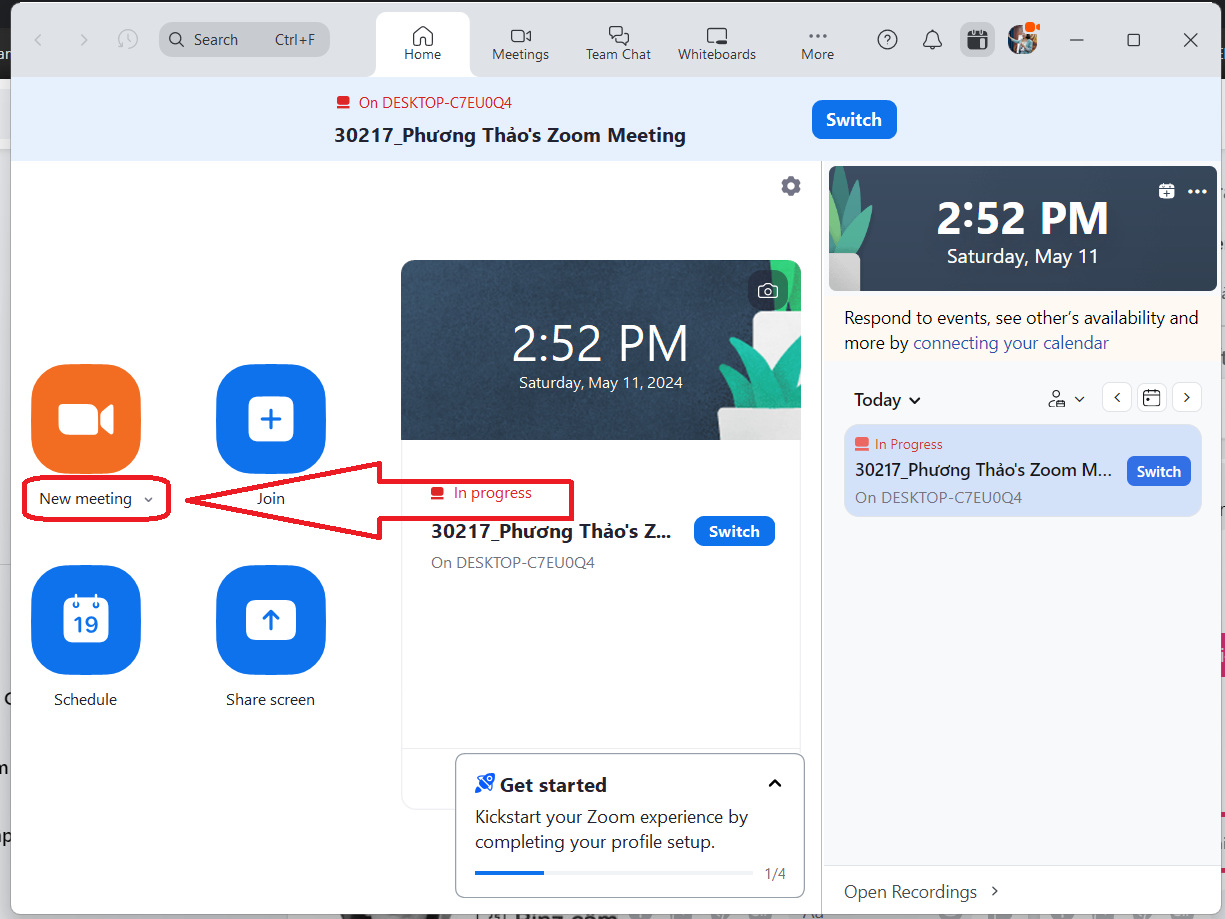 Search Ctrl+F
Home
Meetings
Team Chat
Whiteboards
More
On DESKTOP-C7EU0Q4
30217_Phương Thảo's Zoom Meeting
Switch
New meeting
Join
19
Schedule
Share screen
2:52 PM
Saturday, May 11, 2024
In progress
30217_Phương Thảo's Z...
Switch
On DESKTOP-C7EU0Q4
Get started
Kickstart your Zoom experience by
completing your profile setup.
1/4
2:52 PM
Saturday, May 11
Respond to events, see other's availability and
more by connecting your calendar
Today
In Progress
30217_Phương Thảo's Zoom M...
Switch
On DESKTOP-C7EU0Q4
Open Recordings